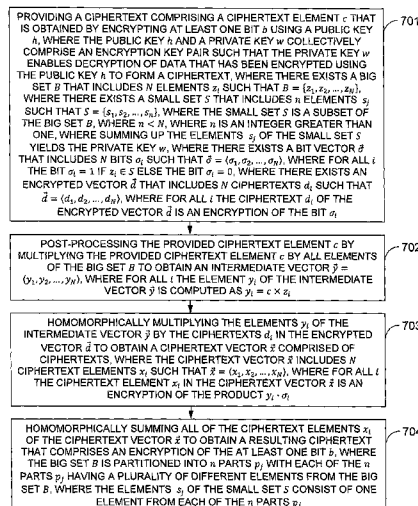 PROVIDING A CIPHERTEXT COMPRISING A CIPHERTEXT ELEMENT c THAT
IS OBTAINED BY ENCRYPTING AT LEAST ONE BIT b USING A PUBLIC KEY
h, WHERE THE PUBLIC KEY h AND A PRIVATE KEY w COLLECTIVELY
COMPRISE AN ENCRYPTION KEY PAIR SUCH THAT THE PRIVATE KEY w
ENABLES DECRYPTION OF DATA THAT HAS BEEN ENCRYPTED USING
THE PUBLIC KEY h TO FORM A CIPHERTEXT, WHERE THERE EXISTS A BIG
SET B THAT INCLUDES N ELEMENTS z_i SUCH THAT B = {z_1, z_2, ..., z_N},
WHERE THERE EXISTS A SMALL SET S THAT INCLUDES n ELEMENTS s_j
SUCH THAT S = {s_1, s_2, ..., s_n}, WHERE THE SMALL SET S IS A SUBSET OF
THE BIG SET B, WHERE n < N, WHERE n IS AN INTEGER GREATER THAN
ONE, WHERE SUMMING UP THE ELEMENTS s_j OF THE SMALL SET S
YIELDS THE PRIVATE KEY w, WHERE THERE EXISTS A BIT VECTOR σ⃗
THAT INCLUDES N BITS σ_i SUCH THAT σ⃗ = ⟨σ_1, σ_2, ..., σ_N⟩, WHERE FOR ALL i
THE BIT σ_i = 1 IF z_i ∈ S ELSE THE BIT σ_i = 0, WHERE THERE EXISTS AN
ENCRYPTED VECTOR d⃗ THAT INCLUDES N CIPHERTEXTS d_i SUCH THAT
d⃗ = ⟨d_1, d_2, ..., d_N⟩, WHERE FOR ALL i THE CIPHERTEXT d_i OF THE
ENCRYPTED VECTOR d⃗ IS AN ENCRYPTION OF THE BIT σ_i
701
POST-PROCESSING THE PROVIDED CIPHERTEXT ELEMENT c BY
MULTIPLYING THE PROVIDED CIPHERTEXT ELEMENT c BY ALL ELEMENTS
OF THE BIG SET B TO OBTAIN AN INTERMEDIATE VECTOR y⃗ =
⟨y_1, y_2, ..., y_N⟩, WHERE FOR ALL i THE ELEMENT y_i OF THE INTERMEDIATE
VECTOR y⃗ IS COMPUTED AS y_i = c × z_i
702
HOMOMORPHICALLY MULTIPLYING THE ELEMENTS y_i OF THE
INTERMEDIATE VECTOR y⃗ BY THE CIPHERTEXTS d_i IN THE ENCRYPTED
VECTOR d⃗ TO OBTAIN A CIPHERTEXT VECTOR x⃗ COMPRISED OF
CIPHERTEXTS, WHERE THE CIPHERTEXT VECTOR x⃗ INCLUDES N
CIPHERTEXT ELEMENTS x_i SUCH THAT x⃗ = ⟨x_1, x_2, ..., x_N⟩, WHERE FOR ALL i
THE CIPHERTEXT ELEMENT x_i IN THE CIPHERTEXT VECTOR x⃗ IS AN
ENCRYPTION OF THE PRODUCT y_i · σ_i
703
HOMOMORPHICALLY SUMMING ALL OF THE CIPHERTEXT ELEMENTS x_i
OF THE CIPHERTEXT VECTOR x⃗ TO OBTAIN A RESULTING CIPHERTEXT
THAT COMPRISES AN ENCRYPTION OF THE AT LEAST ONE BIT b, WHERE
THE BIG SET B IS PARTITIONED INTO n PARTS p_j WITH EACH OF THE n
PARTS p_j HAVING A PLURALITY OF DIFFERENT ELEMENTS FROM THE BIG
SET B, WHERE THE ELEMENTS s_j OF THE SMALL SET S CONSIST OF ONE
ELEMENT FROM EACH OF THE n PARTS p_j
704